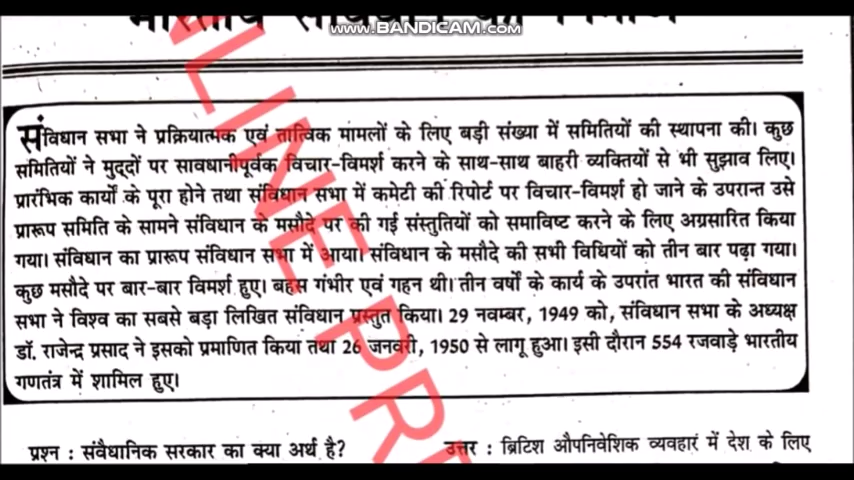 भारतीय संविधान का निर्माण
www.BANDICAM.com
संविधान सभा ने प्रक्रियात्मक एवं तात्विक मामलों के लिए बड़ी संख्या में समितियों की स्थापना की। कुछ
समितियों ने मुद्दों पर सावधानीपूर्वक विचार-विमर्श करने के साथ-साथ बाहरी व्यक्तियों से भी सुझाव लिए।
प्रारंभिक कार्यों के पूरा होने तथा संविधान सभा में कमेटी की रिपोर्ट पर विचार-विमर्श हो जाने के उपरान्त उसे
प्रारूप समिति के सामने संविधान के मसौदे पर की गई संस्तुतियों को समाविष्ट करने के लिए अग्रसारित किया
गया। संविधान का प्रारूप संविधान सभा में आया। संविधान के मसौदे की सभी विधियों को तीन बार पढ़ा गया।
कुछ मसौदे पर बार-बार विमर्श हुए। बहस गंभीर एवं गहन थी। तीन वर्षों के कार्य के उपरांत भारत की संविधान
सभा ने विश्व का सबसे बड़ा लिखित संविधान प्रस्तुत किया। 29 नवम्बर, 1949 को, संविधान सभा के अध्यक्ष
डॉ. राजेन्द्र प्रसाद ने इसको प्रमाणित किया तथा 26 जनवरी, 1950 से लागू हुआ। इसी दौरान 554 रजवाड़े भारतीय
गणतंत्र में शामिल हुए।
प्रश्न : संवैधानिक सरकार का क्या अर्थ है?
उत्तर : ब्रिटिश औपनिवेशिक व्यवहार में देश के लिए
LINE PR